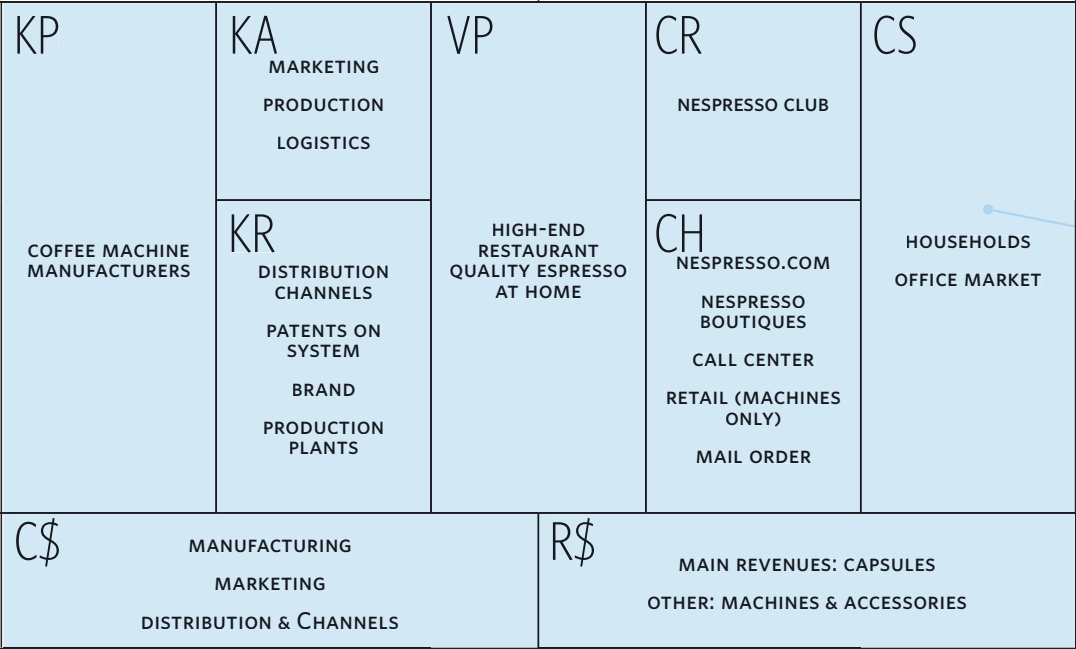 KP
COFFEE MACHINE
MANUFACTURERS
KA
MARKETING
PRODUCTION
LOGISTICS
KR
DISTRIBUTION
CHANNELS
PATENTS ON
SYSTEM
BRAND
PRODUCTION
PLANTS
VP
HIGH-END
RESTAURANT
QUALITY ESPRESSO
AT HOME
CR
NESPRESSO CLUB
CH
NESPRESSO.COM
NESPRESSO
BOUTIQUES
CALL CENTER
RETAIL (MACHINES
ONLY)
MAIL ORDER
CS
HOUSEHOLDS
OFFICE MARKET
C$
MANUFACTURING
MARKETING
DISTRIBUTION & CHANNELS
R$
MAIN REVENUES: CAPSULES
OTHER: MACHINES & ACCESSORIES